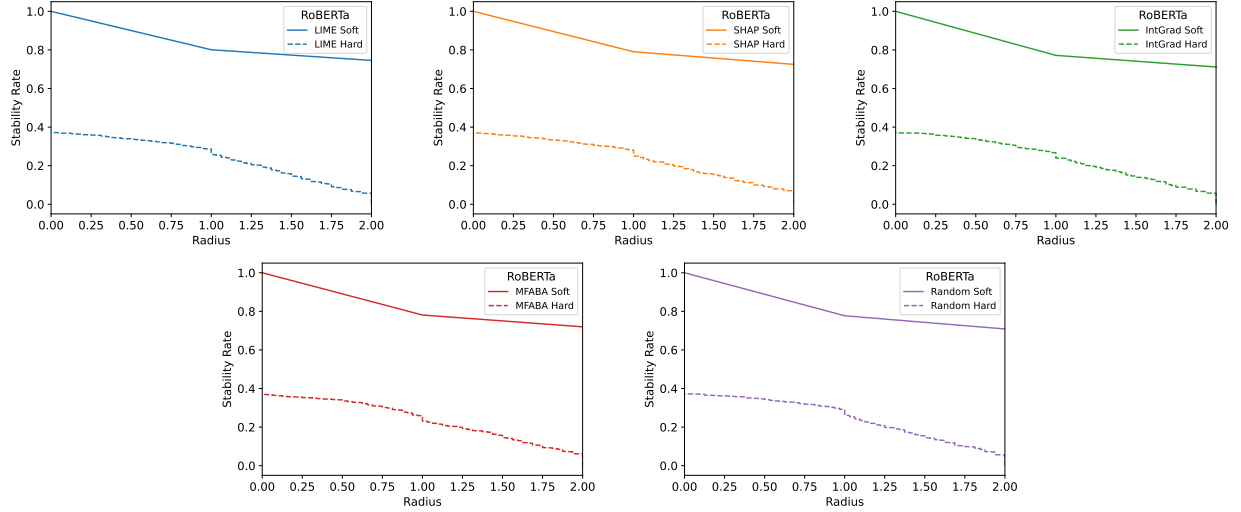 RoBERTa
LIME Soft
LIME Hard
Stability Rate
1.0
0.8
0.6
0.4
0.2
0.0
0.00 0.25 0.50 0.75 1.00 1.25 1.50 1.75 2.00
Radius
RoBERTa
SHAP Soft
SHAP Hard
Stability Rate
1.0
0.8
0.6
0.4
0.2
0.0
0.00 0.25 0.50 0.75 1.00 1.25 1.50 1.75 2.00
Radius
RoBERTa
IntGrad Soft
IntGrad Hard
Stability Rate
1.0
0.8
0.6
0.4
0.2
0.0
0.00 0.25 0.50 0.75 1.00 1.25 1.50 1.75 2.00
Radius
RoBERTa
MFABA Soft
MFABA Hard
Stability Rate
1.0
0.8
0.6
0.4
0.2
0.0
0.00 0.25 0.50 0.75 1.00 1.25 1.50 1.75 2.00
Radius
RoBERTa
Random Soft
Random Hard
Stability Rate
1.0
0.8
0.6
0.4
0.2
0.0
0.00 0.25 0.50 0.75 1.00 1.25 1.50 1.75 2.00
Radius